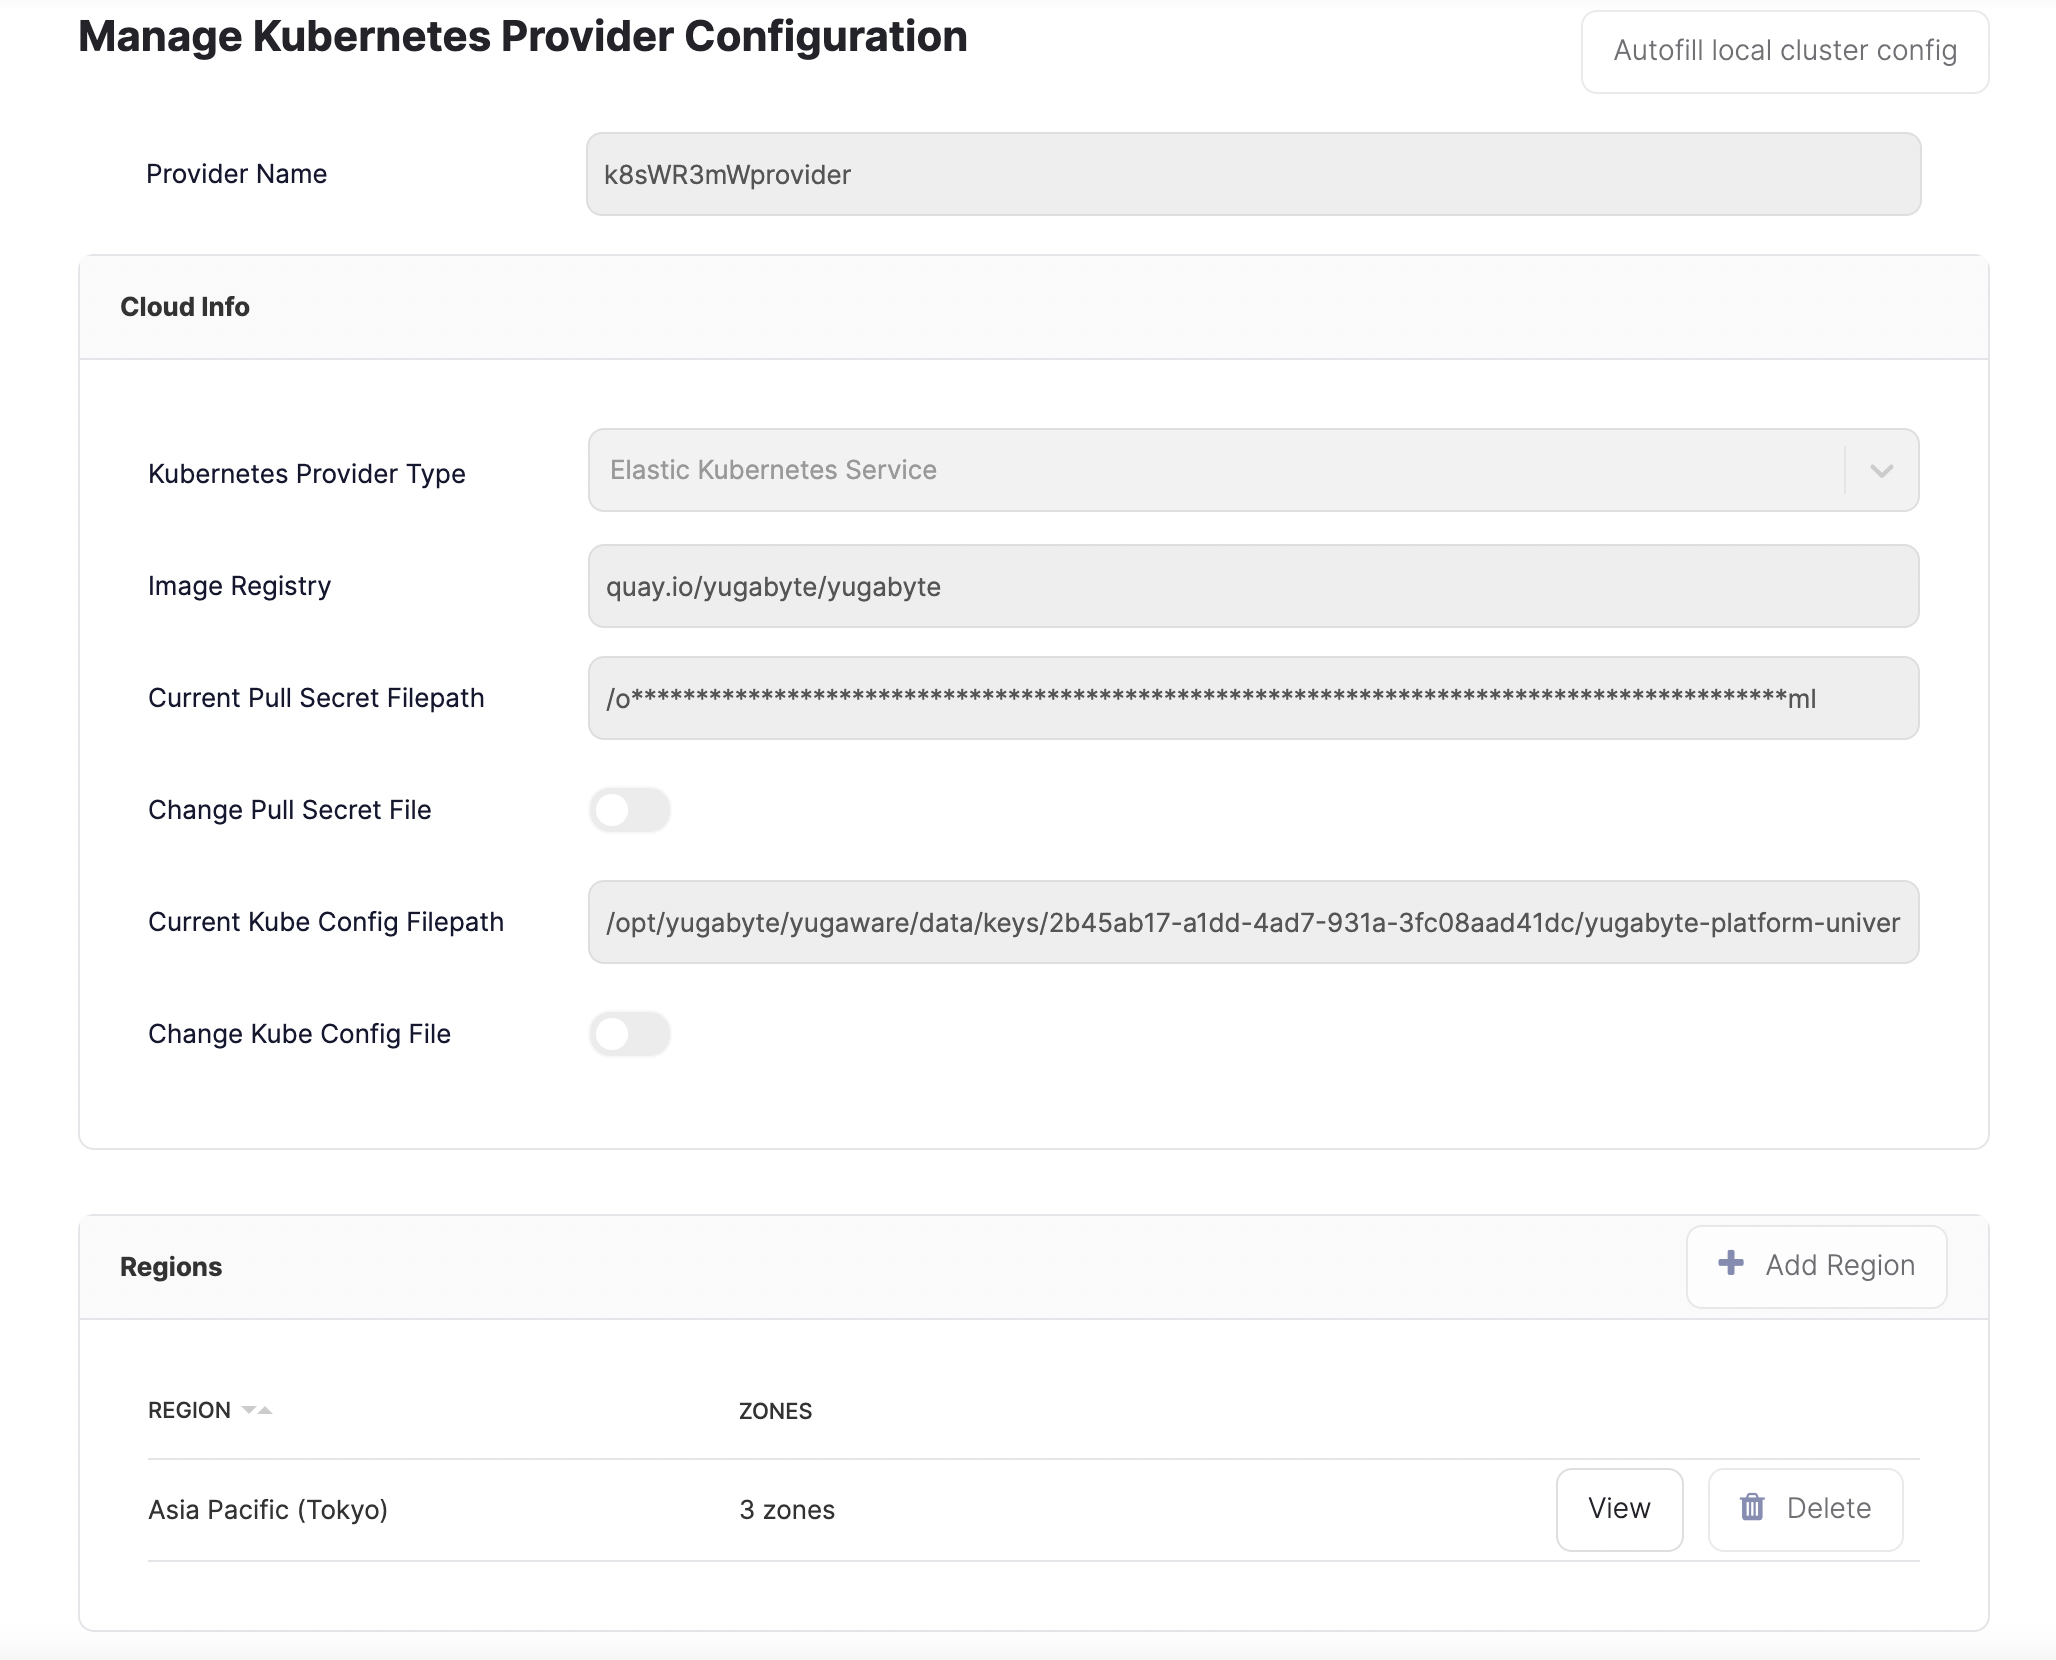 Manage Kubernetes Provider Configuration
Autofill local cluster config
Provider Name
k8sWR3mWprovider
Cloud Info
Kubernetes Provider Type
Elastic Kubernetes Service
Image Registry
quay.io/yugabyte/yugabyte
Current Pull Secret Filepath
/o******************************************************************************************ml
Change Pull Secret File
Current Kube Config Filepath
/opt/yugabyte/yugaware/data/keys/2b45ab17-a1dd-4ad7-931a-3fc08aad41dc/yugabyte-platform-univer
Change Kube Config File
Regions
Add Region
REGION
ZONES
Asia Pacific (Tokyo)
3 zones
View
Delete